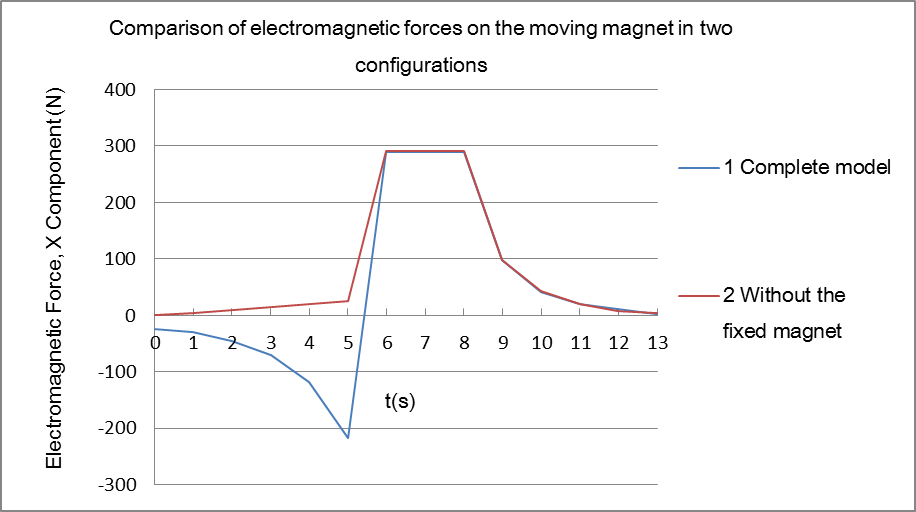 Comparison of electromagnetic forces on the moving magnet in two
configurations
Electromagnetic Force, X Component (N)
400
300
200
100
0
-100
-200
-300
0 1 2 3 4 5 6 7 8 9 10 11 12 13
t(s)
1 Complete model
2 Without the
fixed magnet